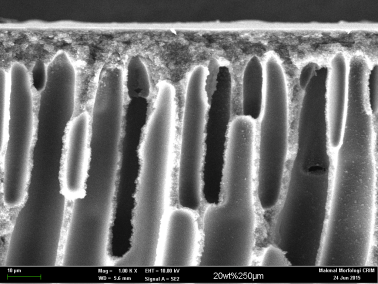 10 µm
Mag = 1.00 K X
EHT = 10.00 kV
WD = 5.6 mm
Signal A = SE2
20wt%250µm
Makmal Morfologi CRIM
24 Jun 2015